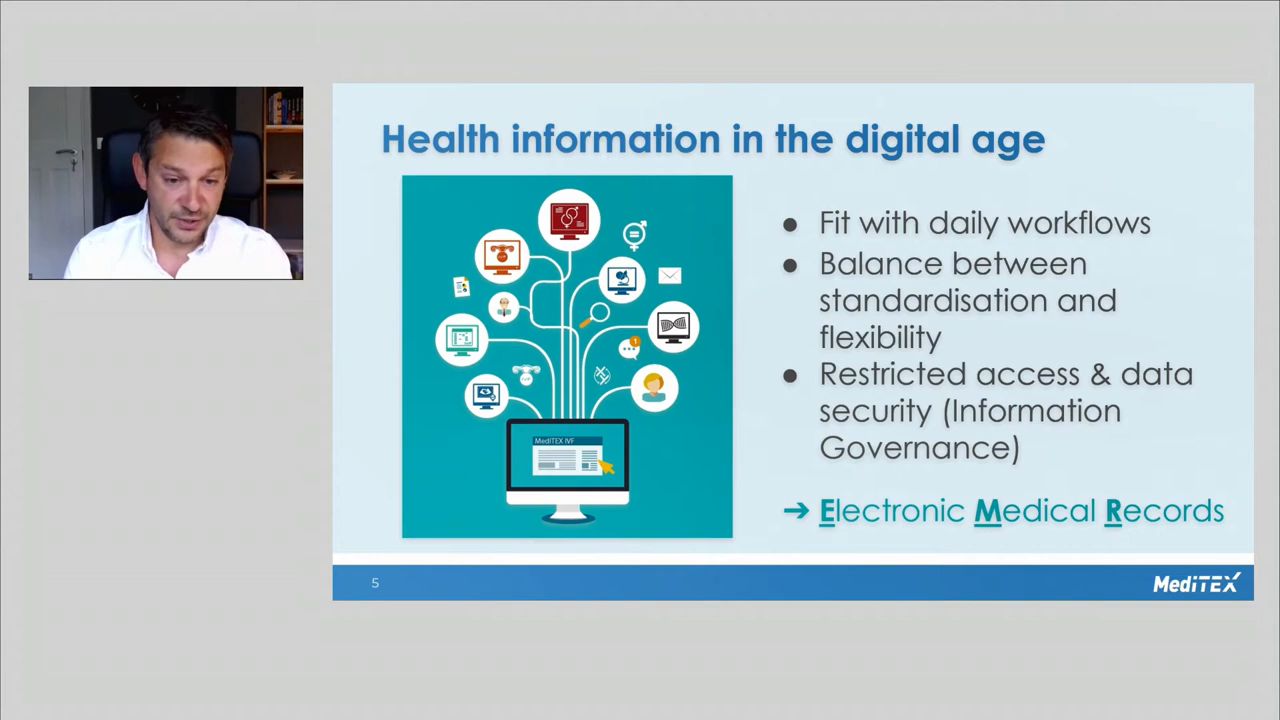 Health information in the digital age
● Fit with daily workflows
● Balance between
standardisation and
flexibility
● Restricted access & data
security (Information
Governance)
➔ Electronic Medical Records
1
MedITEX IVF
5
MedITEX